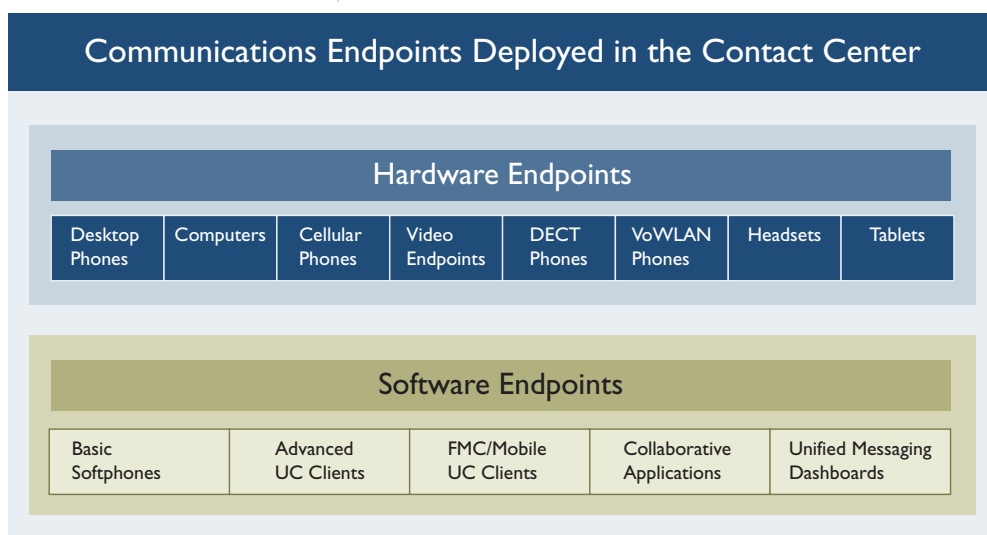 Communications Endpoints Deployed in the Contact Center
Hardware Endpoints
Desktop
Phones
Computers
Cellular
Phones
Video
Endpoints
DECT
Phones
VoWLAN
Phones
Headsets
Tablets
Software Endpoints
Basic
Softphones
Advanced
UC Clients
FMC/Mobile
UC Clients
Collaborative
Applications
Unified Messaging
Dashboards